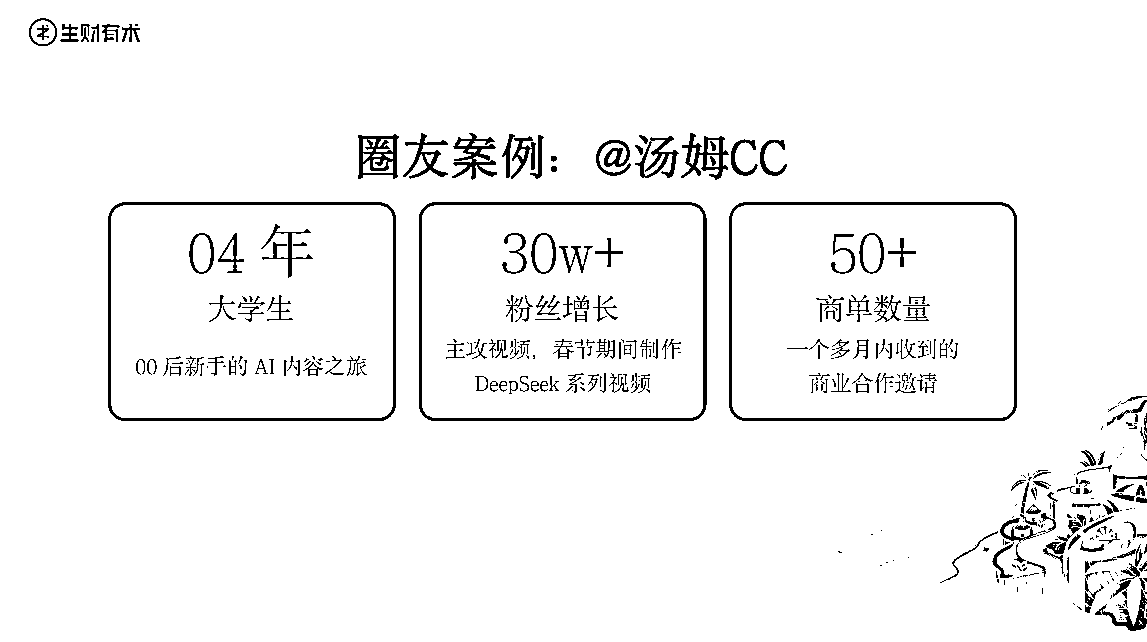 生财有术
圈友案例：@汤姆CC
04 年
大学生
00 后新手的 AI 内容之旅
30w+
粉丝增长
主攻视频，春节期间制作
DeepSeek 系列视频
50+
商单数量
一个多月内收到的
商业合作邀请